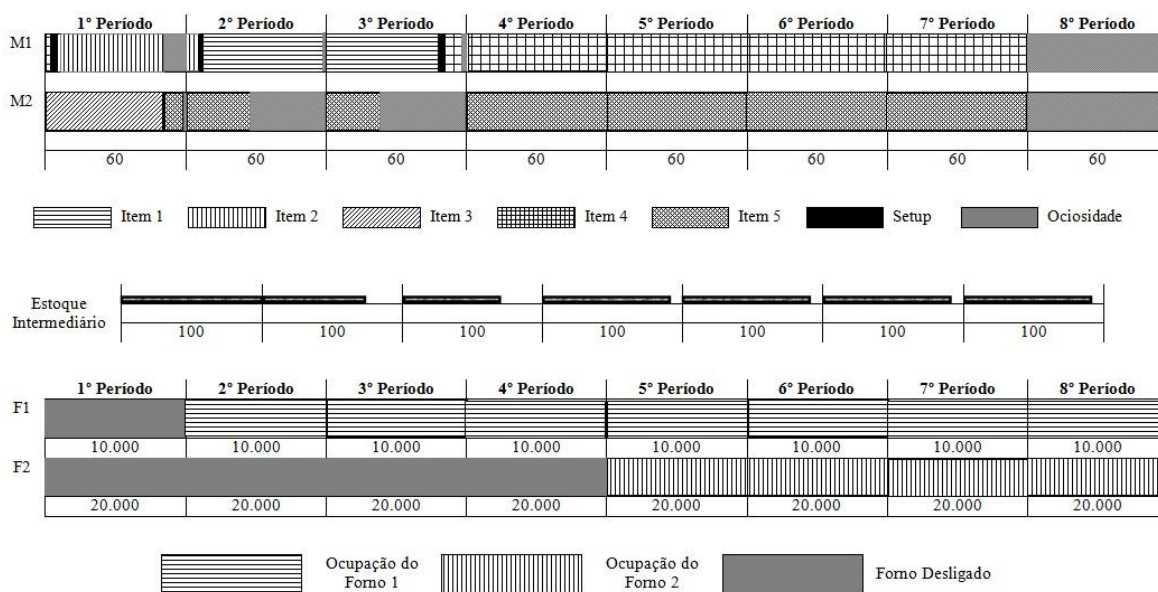 1° Período 2° Período 3° Período 4° Período 5° Período 6° Período 7° Período 8° Período
M1
M2
60 60 60 60 60 60 60 60
Item 1 Item 2 Item 3 Item 4 Item 5 Setup Ociosidade
Estoque
Intermediário
100 100 100 100 100 100 100
1° Período 2° Período 3° Período 4° Período 5° Período 6° Período 7° Período 8° Período
F1
10.000 10.000 10.000 10.000 10.000 10.000 10.000 10.000
F2
20.000 20.000 20.000 20.000 20.000 20.000 20.000 20.000
Ocupação do Ocupação do
Forno 1 Forno 2 Forno Desligado